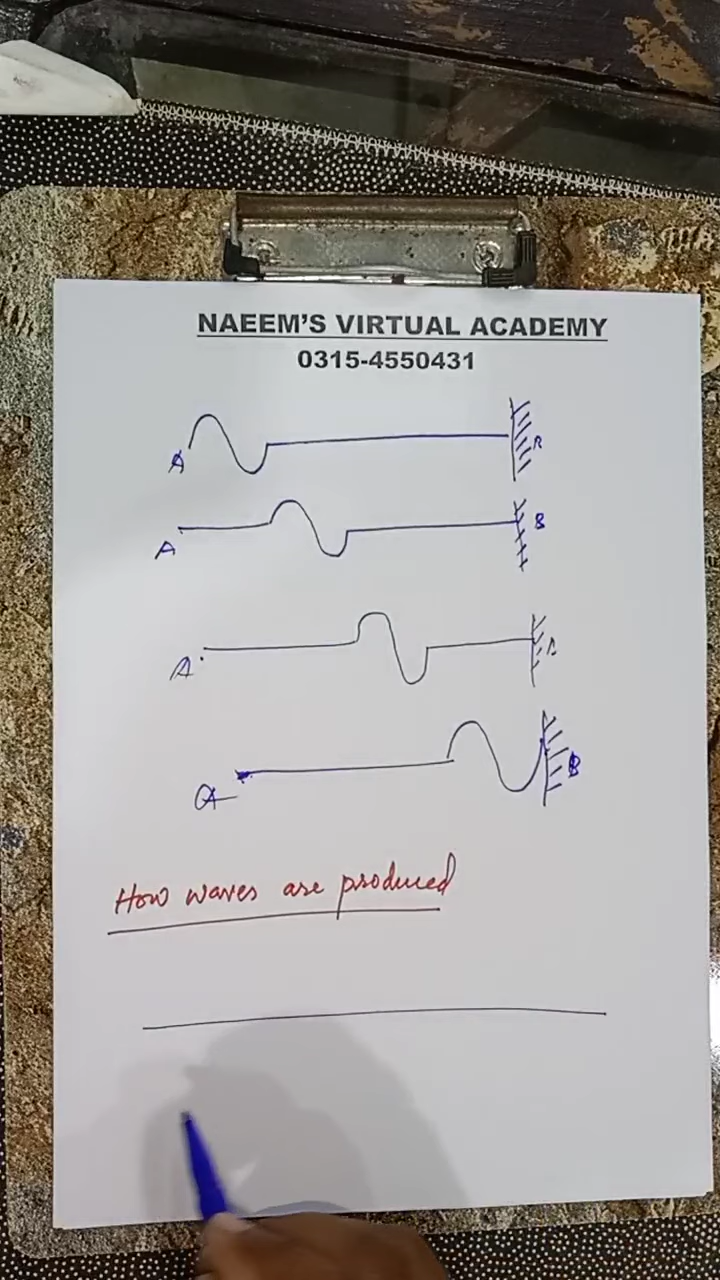 NAEEM'S VIRTUAL ACADEMY
0315-4550431
A
A B
A
B
How waves are produced